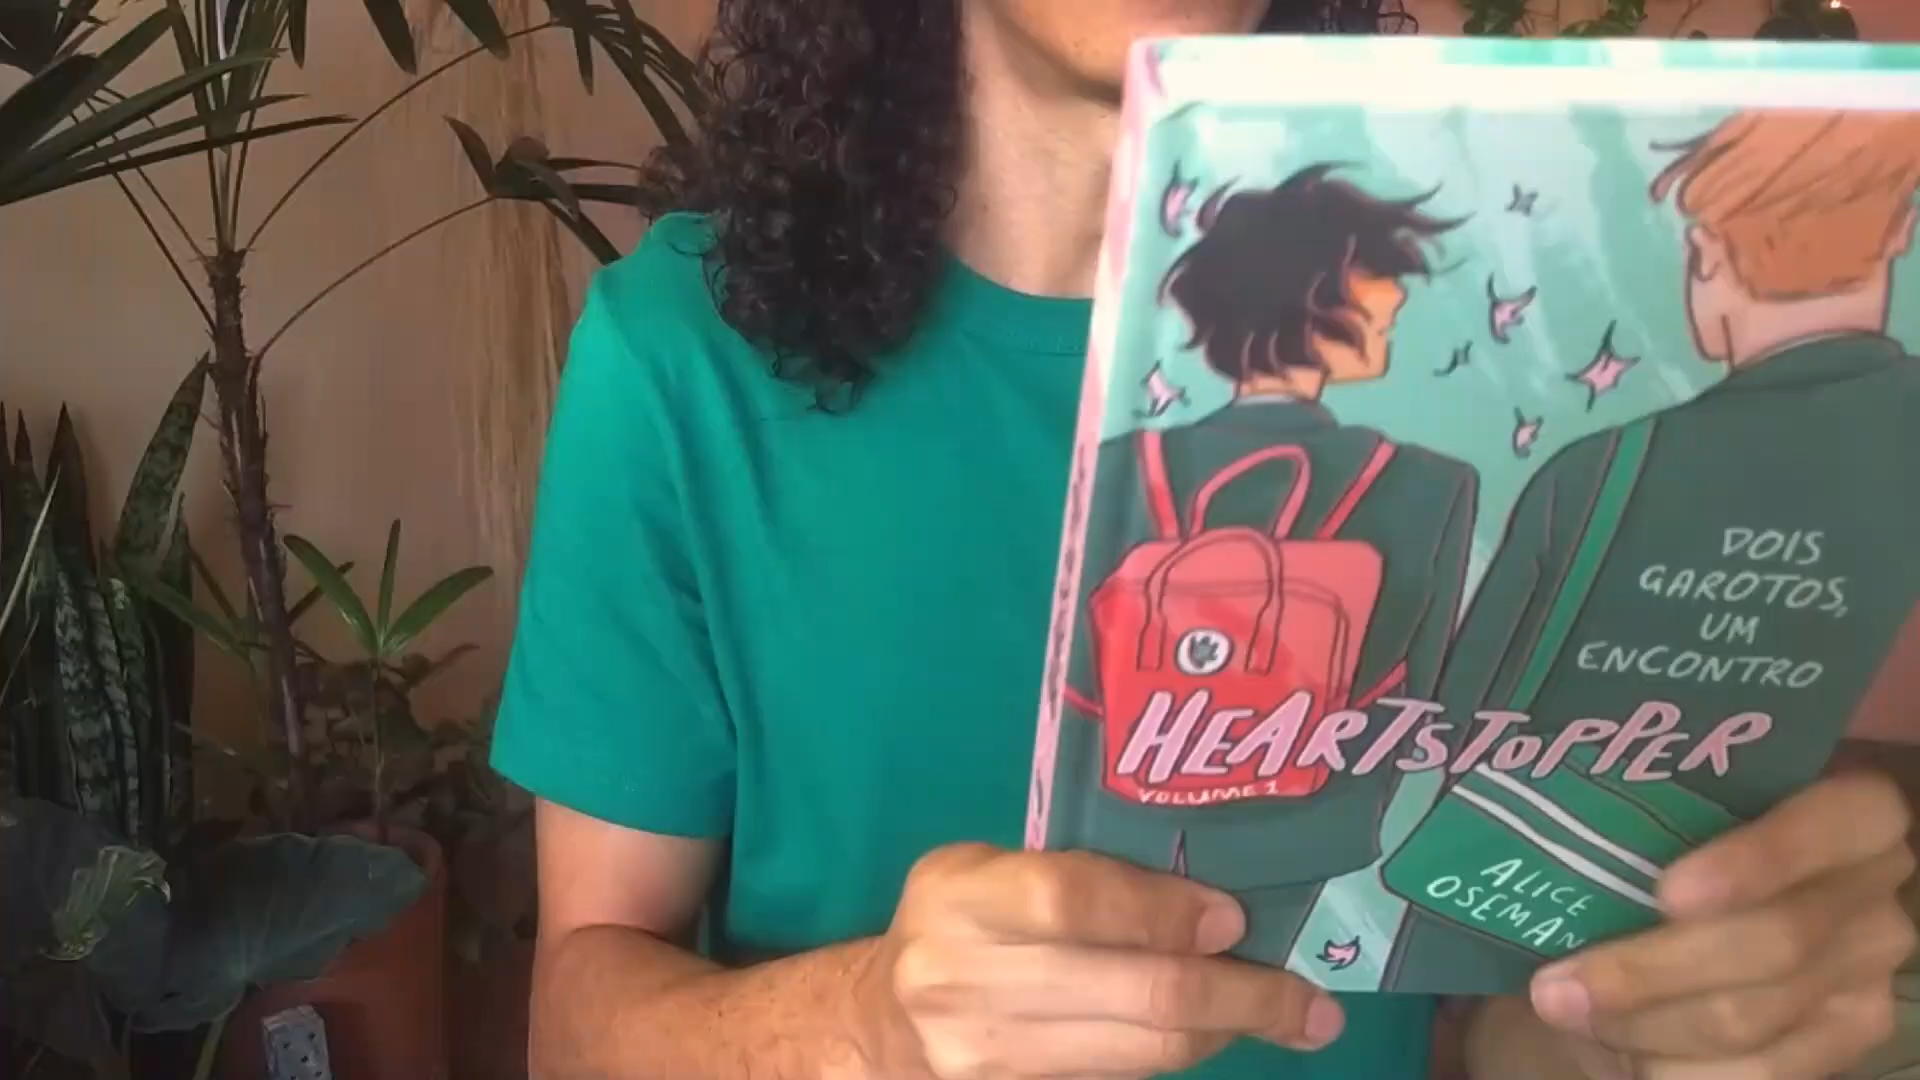 DOIS
GAROTOS,
UM
ENCONTRO
HEARTSTOPPER
VOLUME 1
ALICE
OSEMAN